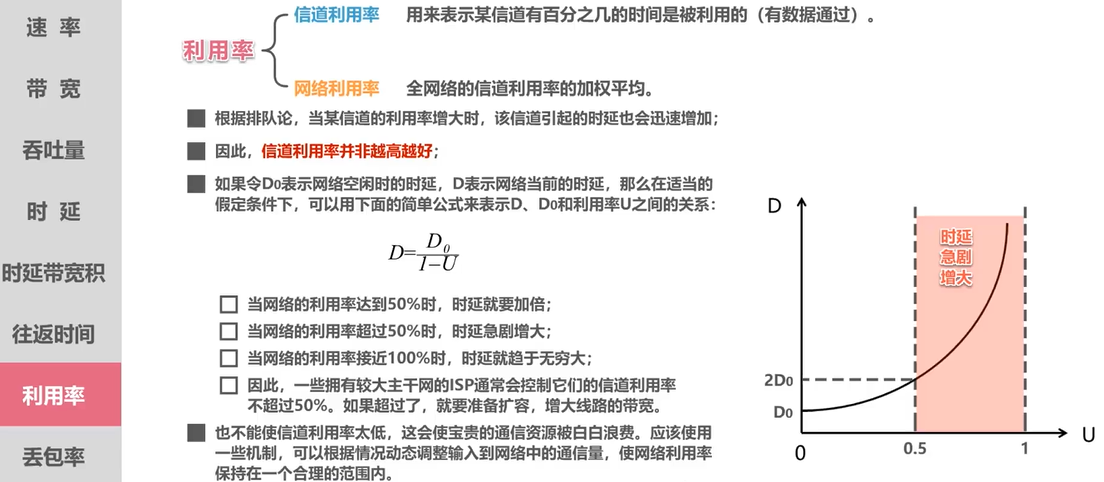 速 率
带 宽
吞吐量
时 延
时延带宽积
往返时间
利用率
丢包率
利用率
信道利用率 用来表示某信道有百分之几的时间是被利用的（有数据通过）。
网络利用率 全网络的信道利用率的加权平均。
根据排队论，当某信道的利用率增大时，该信道引起的时延也会迅速增加；
因此，信道利用率并非越高越好；
如果令D0表示网络空闲时的时延，D表示网络当前的时延，那么在适当的
假定条件下，可以用下面的简单公式来表示D、D0和利用率U之间的关系：
D=D0/1-U
当网络的利用率达到50%时，时延就要加倍；
当网络的利用率超过50%时，时延急剧增大；
当网络的利用率接近100%时，时延就趋于无穷大；
因此，一些拥有较大主干网的ISP通常会控制它们的信道利用率
不超过50%。如果超过了，就要准备扩容，增大线路的带宽。
也不能使信道利用率太低，这会使宝贵的通信资源被白白浪费。应该使用
一些机制，可以根据情况动态调整输入到网络中的通信量，使网络利用率
保持在一个合理的范围内。
D
时延
急剧
增大
2D0
D0
0
0.5
1
U